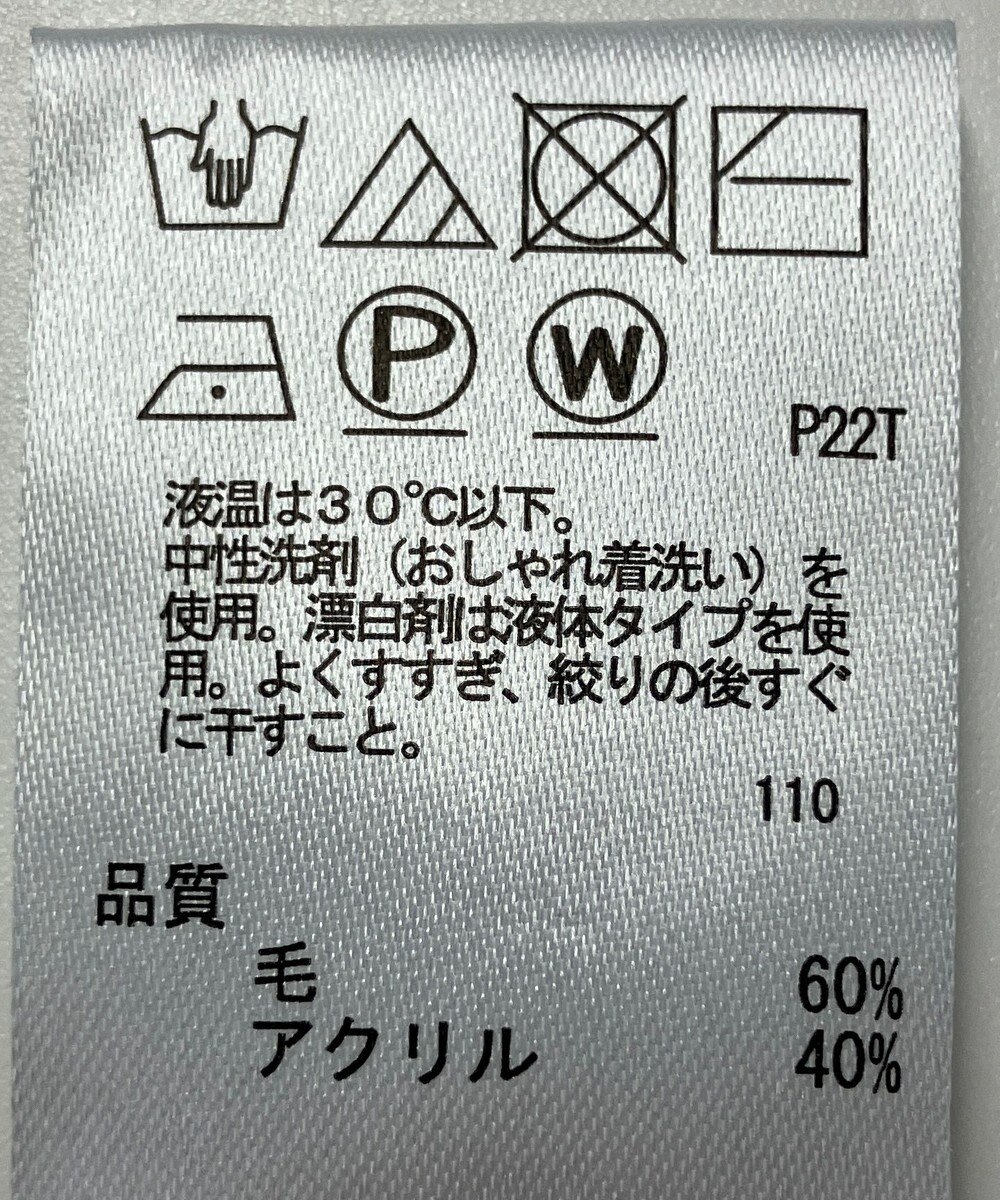 P W
P22T
液温は30℃以下。
中性洗剤（おしゃれ着洗い）を
使用。漂白剤は液体タイプを使
用。よくすすぎ、絞りの後すぐ
に干すこと。
110
品質
毛 60%
アクリル 40%